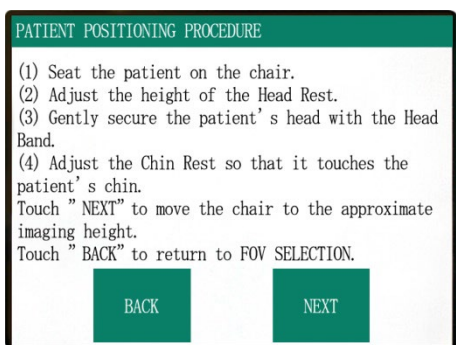 PATIENT POSITIONING PROCEDURE
(1) Seat the patient on the chair.
(2) Adjust the height of the Head Rest.
(3) Gently secure the patient's head with the Head
Band.
(4) Adjust the Chin Rest so that it touches the
patient's chin.
Touch "NEXT" to move the chair to the approximate
imaging height.
Touch "BACK" to return to FOV SELECTION.
BACK NEXT